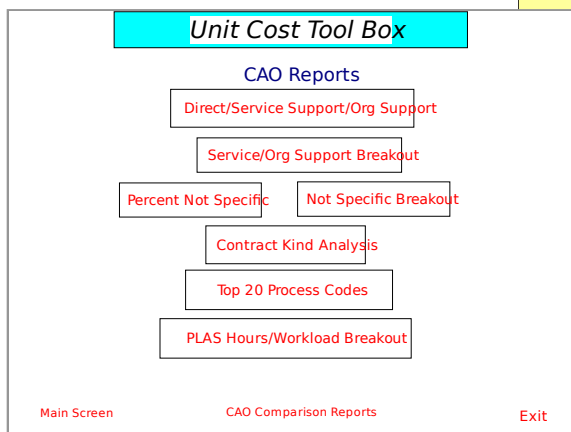 Unit Cost Tool Box
CAO Reports
Direct/Service Support/Org Support
Service/Org Support Breakout
Percent Not Specific
Not Specific Breakout
Contract Kind Analysis
Top 20 Process Codes
PLAS Hours/Workload Breakout
Main Screen
CAO Comparison Reports
Exit